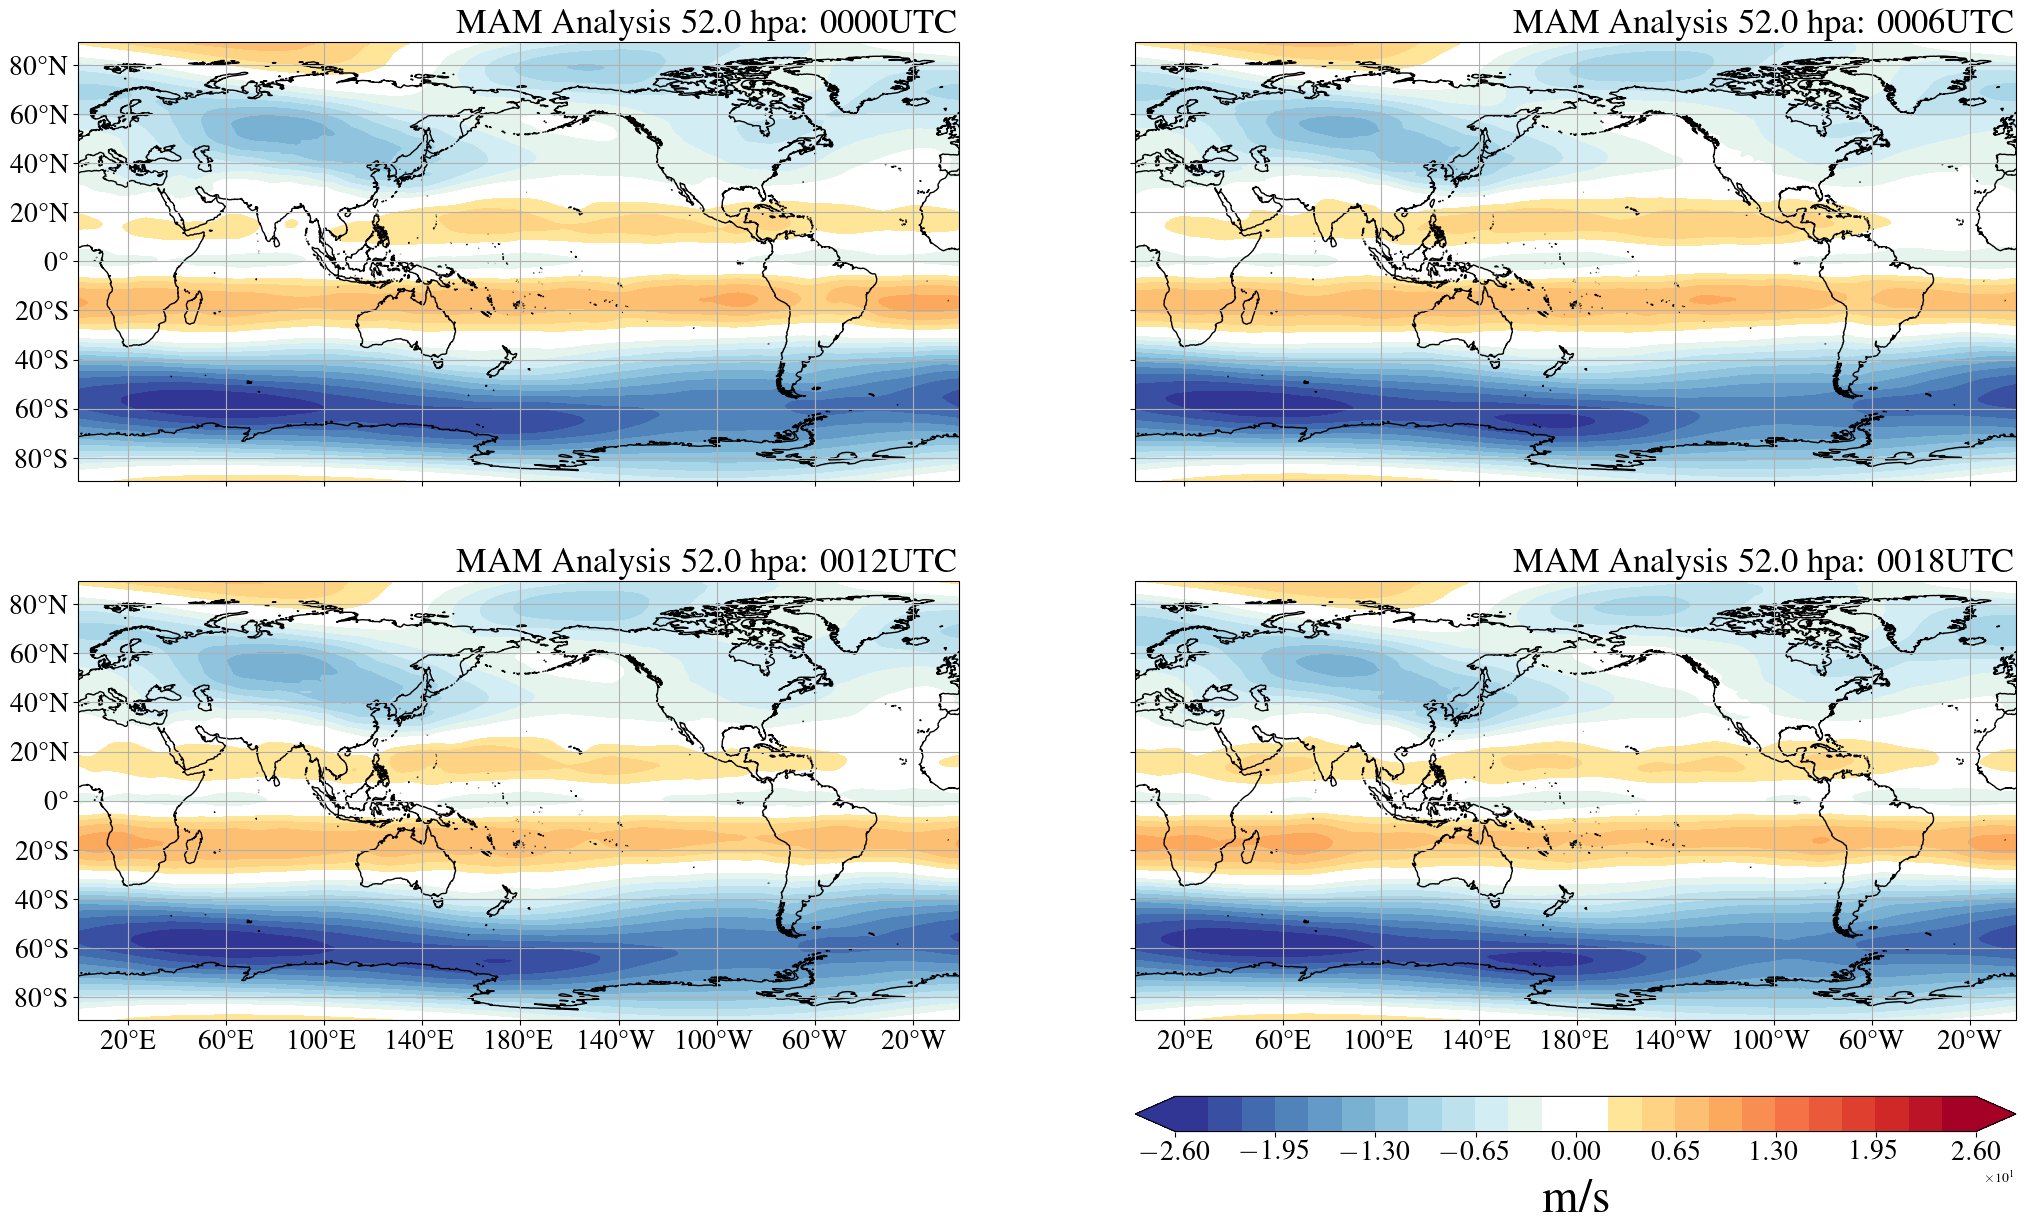 MAM Analysis 52.0 hpa: 0000UTC
MAM Analysis 52.0 hpa: 0006UTC
80°N
60°N
40°N
20°N
0°
20°S
40°S
60°S
80°S
MAM Analysis 52.0 hpa: 0012UTC
MAM Analysis 52.0 hpa: 0018UTC
80°N
60°N
40°N
20°N
0°
20°S
40°S
60°S
80°S
20°E 60°E 100°E 140°E 180°E 140°W 100°W 60°W 20°W
20°E 60°E 100°E 140°E 180°E 140°W 100°W 60°W 20°W
−2.60 −1.95 −1.30 −0.65 0.00 0.65 1.30 1.95 2.60
×10¹
m/s